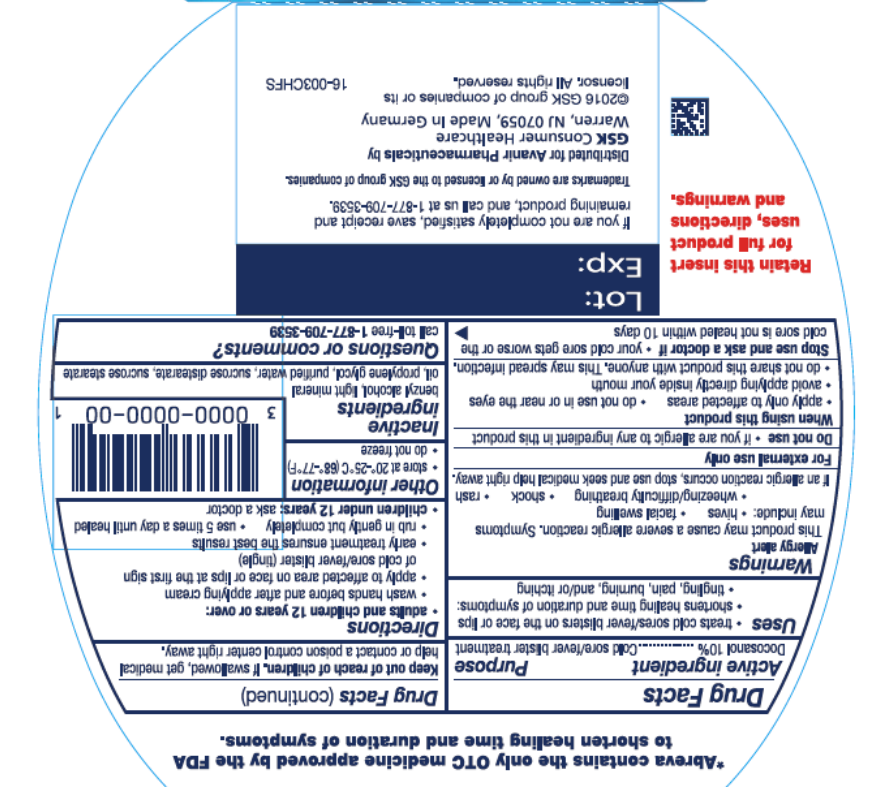 *Abreva contains the only OTC medicine approved by the FDA
to shorten healing time and duration of symptoms.
Drug Facts
Active ingredient Purpose
Docosanol 10%..............Cold sore/fever blister treatment
Uses • treats cold sores/fever blisters on the face or lips
• shortens healing time and duration of symptoms:
• tingling, pain, burning, and/or itching
Warnings
Allergy alert
This product may cause a severe allergic reaction. Symptoms
may include: • hives • facial swelling
• wheezing/difficulty breathing • shock • rash
If an allergic reaction occurs, stop use and seek medical help right away.
For external use only
Do not use • if you are allergic to any ingredient in this product
When using this product
• apply only to affected areas • do not use in or near the eyes
• avoid applying directly inside your mouth
• do not share this product with anyone. This may spread infection.
Stop use and ask a doctor if • your cold sore gets worse or the
cold sore is not healed within 10 days
Drug Facts (continued)
Keep out of reach of children. If swallowed, get medical
help or contact a poison control center right away.
Directions
• adults and children 12 years or over:
• wash hands before and after applying cream
• apply to affected area on face or lips at the first sign
of cold sore/fever blister (tingle)
• early treatment ensures the best results
• rub in gently but completely • use 5 times a day until healed
• children under 12 years: ask a doctor
Other information
• store at 20°-25°C (68°-77°F)
• do not freeze
Inactive
ingredients
benzyl alcohol, light mineral
oil, propylene glycol, purified water, sucrose distearate, sucrose stearate
Questions or comments?
call toll-free 1-877-709-3539
3 0000-0000-00 1
Lot:
Exp:
Retain this insert
for full product
uses, directions
and warnings.
If you are not completely satisfied, save receipt and
remaining product, and call us at 1-877-709-3539.
Trademarks are owned by or licensed to the GSK group of companies.
Distributed for Avanir Pharmaceuticals by
GSK Consumer Healthcare
Warren, NJ 07059, Made In Germany
©2016 GSK group of companies or its
licensor. All rights reserved. 16-003CHFS